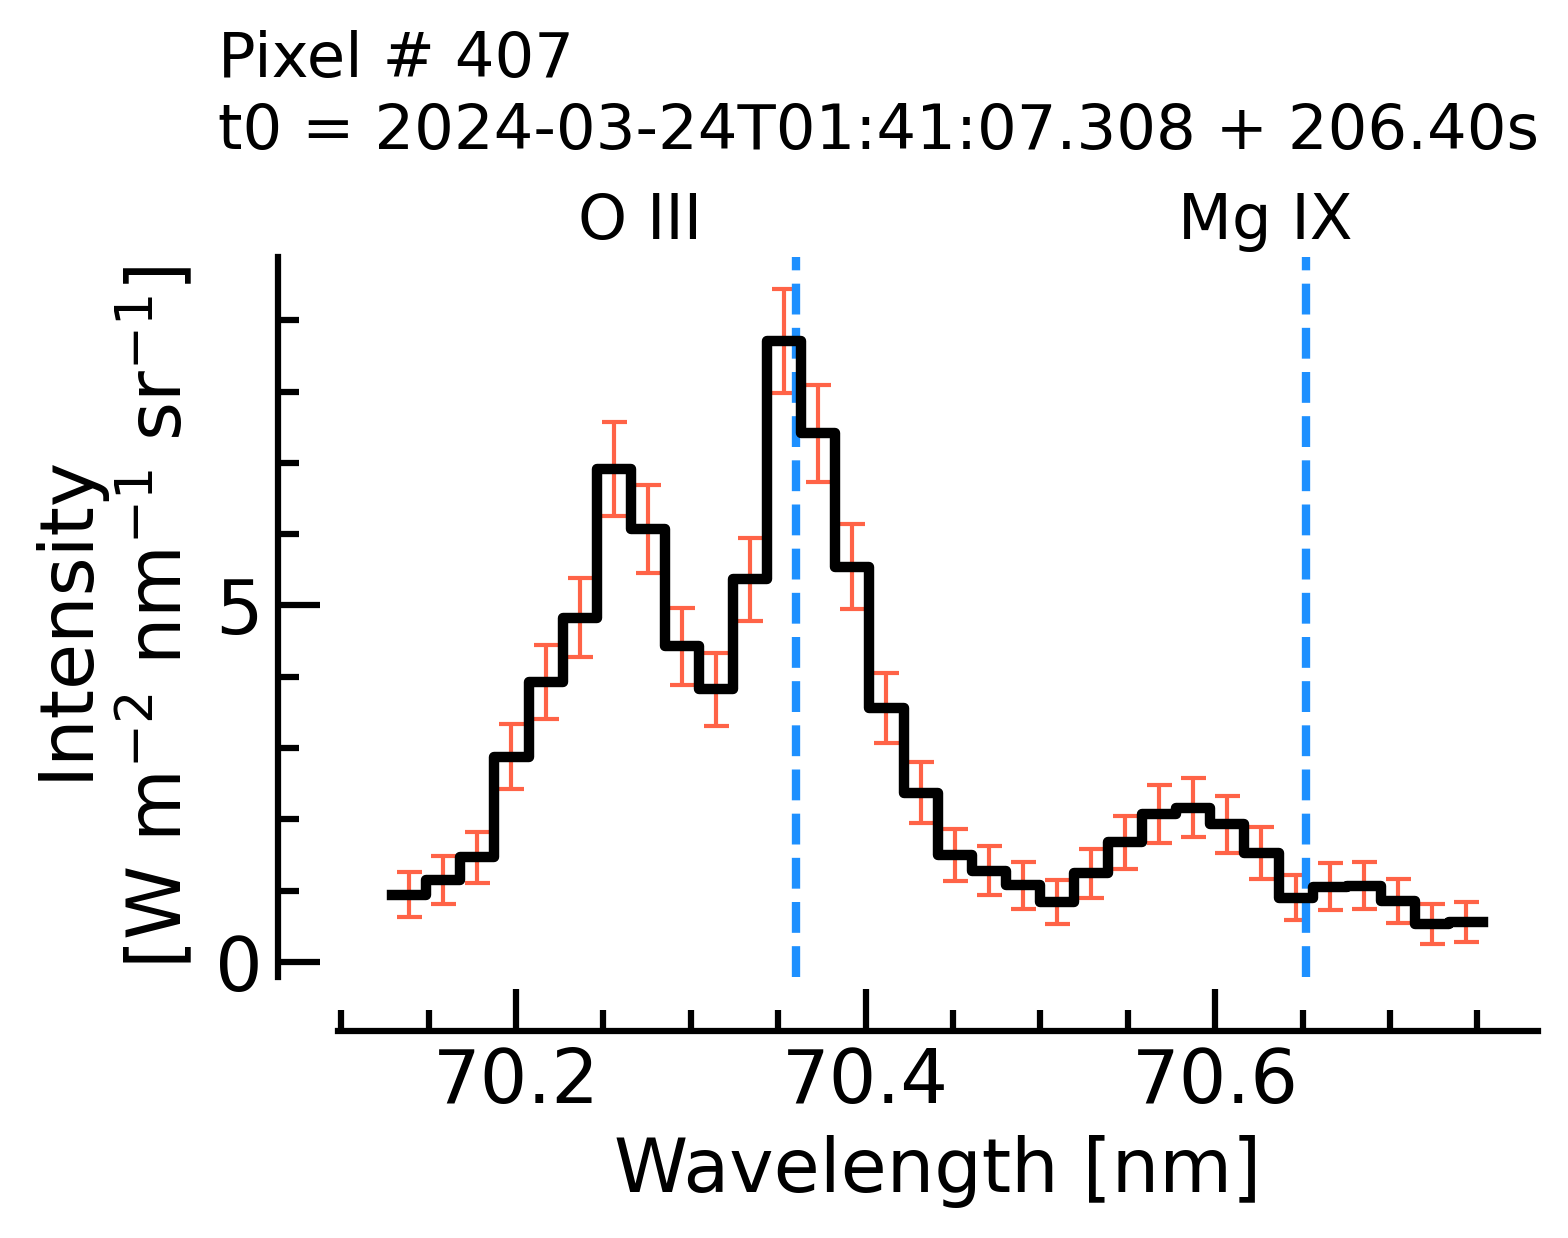 Pixel # 407
t0 = 2024-03-24T01:41:07.308 + 206.40s
O III
Mg IX
Intensity
[W m⁻² nm⁻¹ sr⁻¹]
5
0
70.2
70.4
70.6
Wavelength [nm]